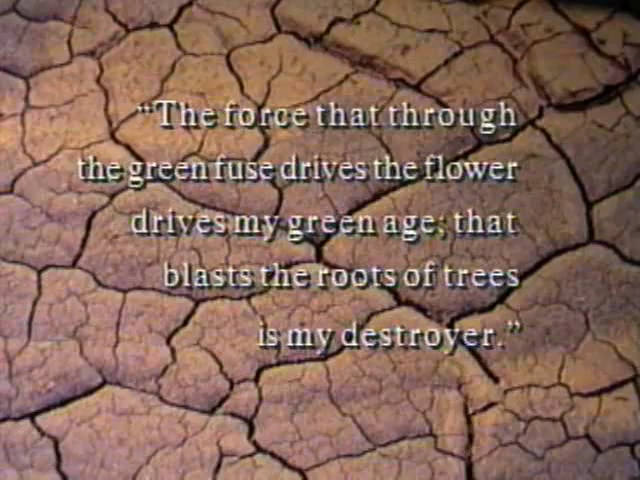 “The force that through
the green fuse drives the flower
drives my green age; that
blasts the roots of trees
is my destroyer.”